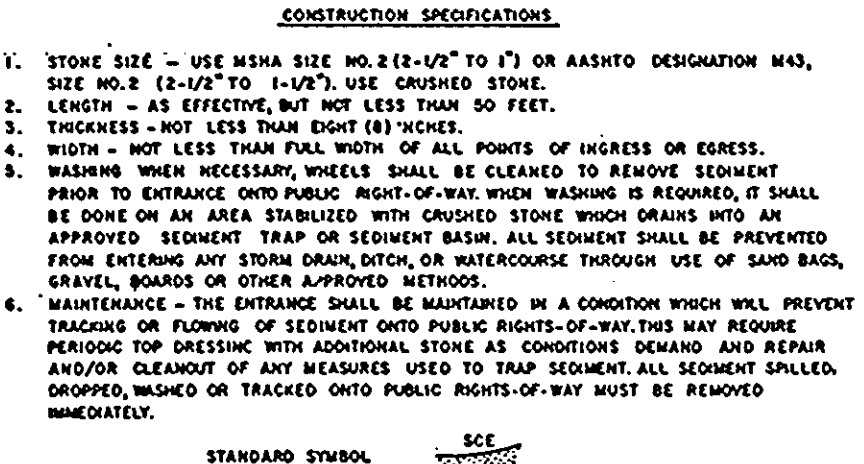 CONSTRUCTION SPECIFICATIONS
1. STONE SIZE - USE MSHA SIZE NO. 2 (2-1/2" TO 1") OR AASHTO DESIGNATION M43,
SIZE NO. 2 (2-1/2" TO 1-1/2"). USE CRUSHED STONE.
2. LENGTH - AS EFFECTIVE, BUT NOT LESS THAN 50 FEET.
3. THICKNESS - NOT LESS THAN EIGHT (8) INCHES.
4. WIDTH - NOT LESS THAN FULL WIDTH OF ALL POINTS OF INGRESS OR EGRESS.
5. WASHING WHEN NECESSARY, WHEELS SHALL BE CLEANED TO REMOVE SEDIMENT
PRIOR TO ENTRANCE ONTO PUBLIC RIGHT-OF-WAY. WHEN WASHING IS REQUIRED, IT SHALL
BE DONE ON AN AREA STABILIZED WITH CRUSHED STONE WHICH DRAINS INTO AN
APPROVED SEDIMENT TRAP OR SEDIMENT BASIN. ALL SEDIMENT SHALL BE PREVENTED
FROM ENTERING ANY STORM DRAIN, DITCH, OR WATERCOURSE THROUGH USE OF SAND BAGS,
GRAVEL, BOARDS OR OTHER APPROVED METHODS.
6. MAINTENANCE - THE ENTRANCE SHALL BE MAINTAINED IN A CONDITION WHICH WILL PREVENT
TRACKING OR FLOWING OF SEDIMENT ONTO PUBLIC RIGHTS-OF-WAY. THIS MAY REQUIRE
PERIODIC TOP DRESSING WITH ADDITIONAL STONE AS CONDITIONS DEMAND AND REPAIR
AND/OR CLEANOUT OF ANY MEASURES USED TO TRAP SEDIMENT. ALL SEDIMENT SPILLED,
DROPPED, WASHED OR TRACKED ONTO PUBLIC RIGHTS-OF-WAY MUST BE REMOVED
IMMEDIATELY.
SCE
STANDARD SYMBOL